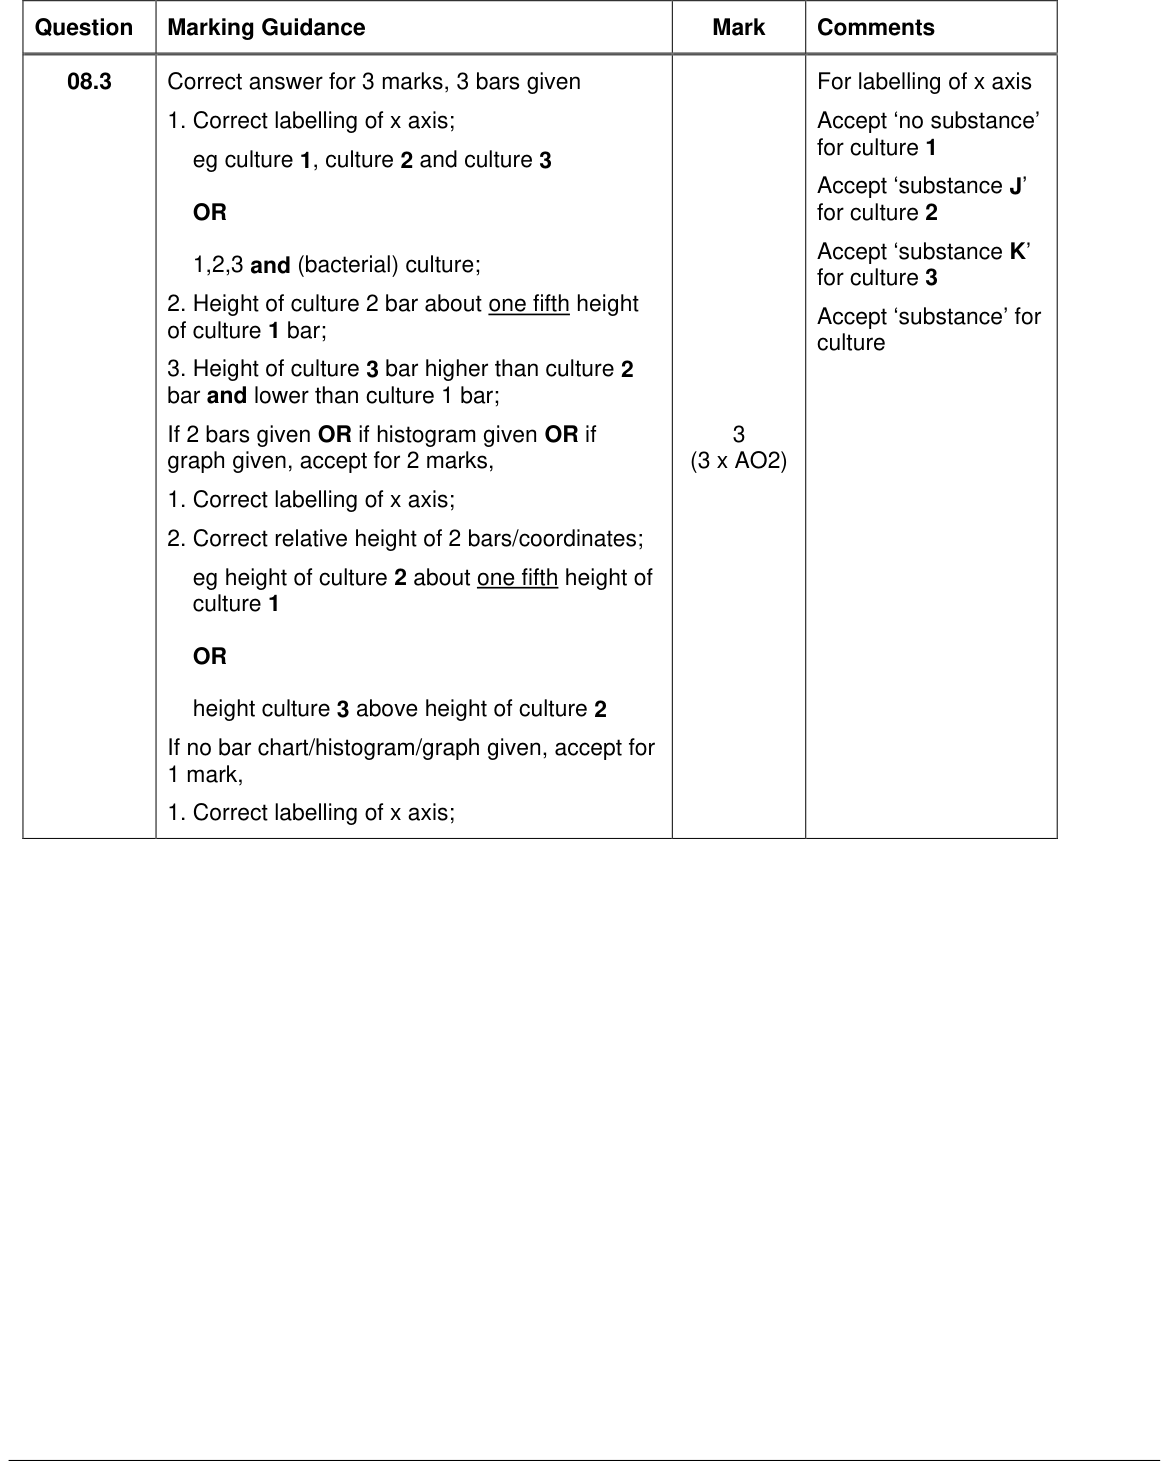 Question Marking Guidance Mark Comments
08.3
Correct answer for 3 marks, 3 bars given
1. Correct labelling of x axis;
eg culture 1, culture 2 and culture 3
OR
1,2,3 and (bacterial) culture;
2. Height of culture 2 bar about one fifth height
of culture 1 bar;
3. Height of culture 3 bar higher than culture 2
bar and lower than culture 1 bar;
If 2 bars given OR if histogram given OR if
graph given, accept for 2 marks,
1. Correct labelling of x axis;
2. Correct relative height of 2 bars/coordinates;
eg height of culture 2 about one fifth height of
culture 1
OR
height culture 3 above height of culture 2
If no bar chart/histogram/graph given, accept for
1 mark,
1. Correct labelling of x axis;
3
(3 x AO2)
For labelling of x axis
Accept ‘no substance’
for culture 1
Accept ‘substance J’
for culture 2
Accept ‘substance K’
for culture 3
Accept ‘substance’ for
culture